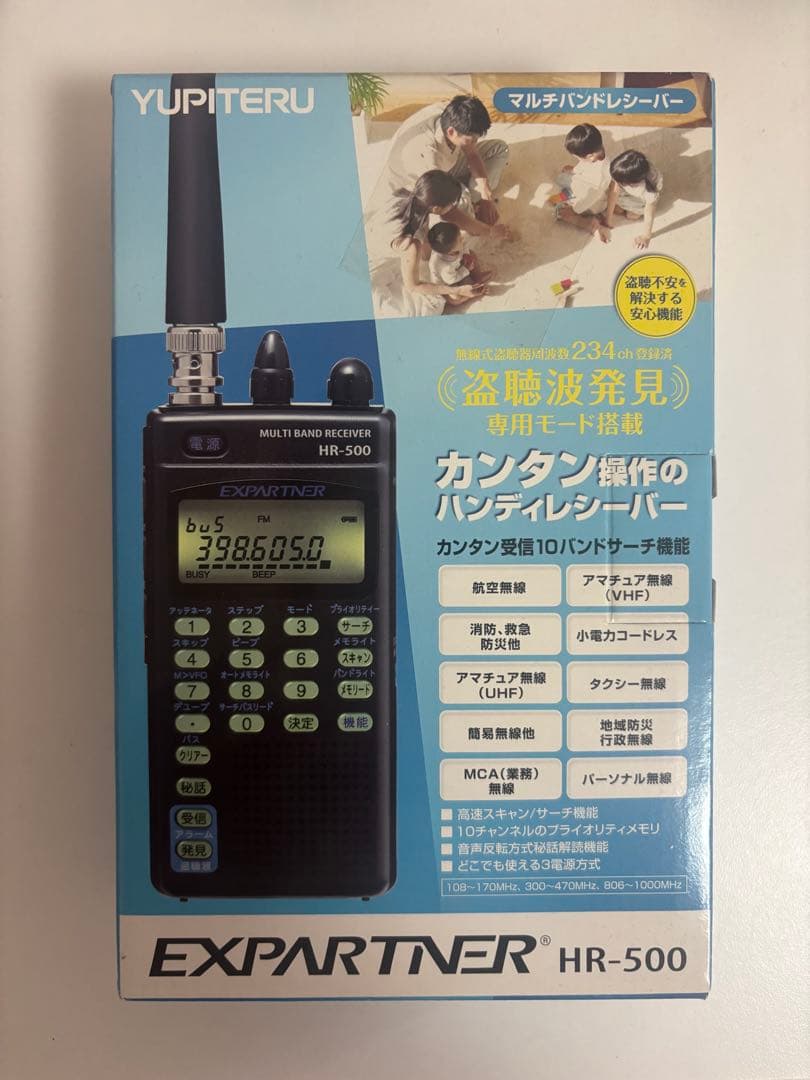 YUPITERU
マルチバンドレシーバー
盗聴不安を
解決する
安心機能
無線式盗聴器周波数234ch登録済
盗聴波発見
専用モード搭載
カンタン操作の
ハンディレシーバー
カンタン受信10バンドサーチ機能
航空無線
アマチュア無線
(VHF)
消防、救急
防災他
小電力コードレス
アマチュア無線
(UHF)
タクシー無線
簡易無線他
地域防災
行政無線
MCA(業務)
無線
パーソナル無線
■ 高速スキャン/サーチ機能
■ 10チャンネルのプライオリティメモリ
■ 音声反転方式秘話解読機能
■ どこでも使える3電源方式
108～170MHz、300～470MHz、806～1000MHz
電源
MULTI BAND RECEIVER
HR-500
EXPARTNER
buS FM
398.605.0
BUSY BEEP
アッテネータ ステップ モード プライオリティー
1 2 3 サーチ
スキップ ビープ メモライト
4 5 6 スキャン
M>VFO オートメモライト バンドライト
7 8 9 メモリード
デュープ サーチパスリード
・ 0 決定 機能
パス
クリアー
秘話
受信
アラーム
発見
盗聴波
EXPARTNER® HR-500